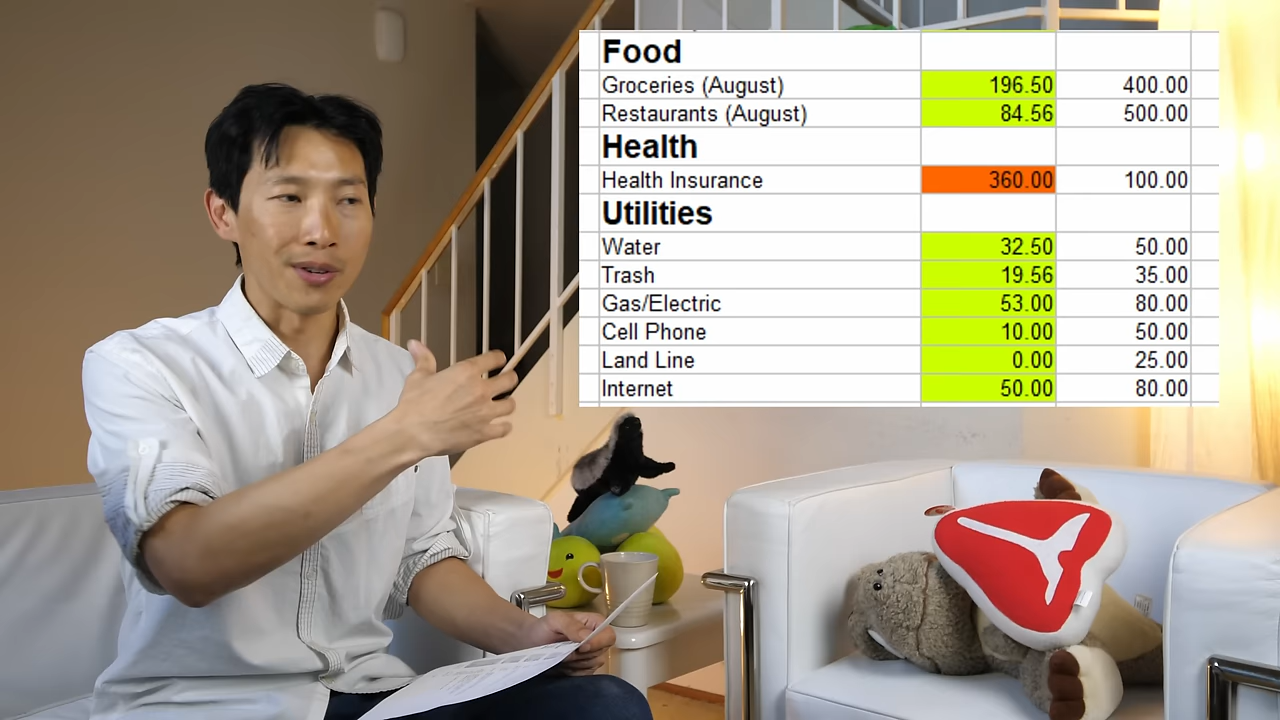 Food
Groceries (August) 196.50 400.00
Restaurants (August) 84.56 500.00
Health
Health Insurance 360.00 100.00
Utilities
Water 32.50 50.00
Trash 19.56 35.00
Gas/Electric 53.00 80.00
Cell Phone 10.00 50.00
Land Line 0.00 25.00
Internet 50.00 80.00